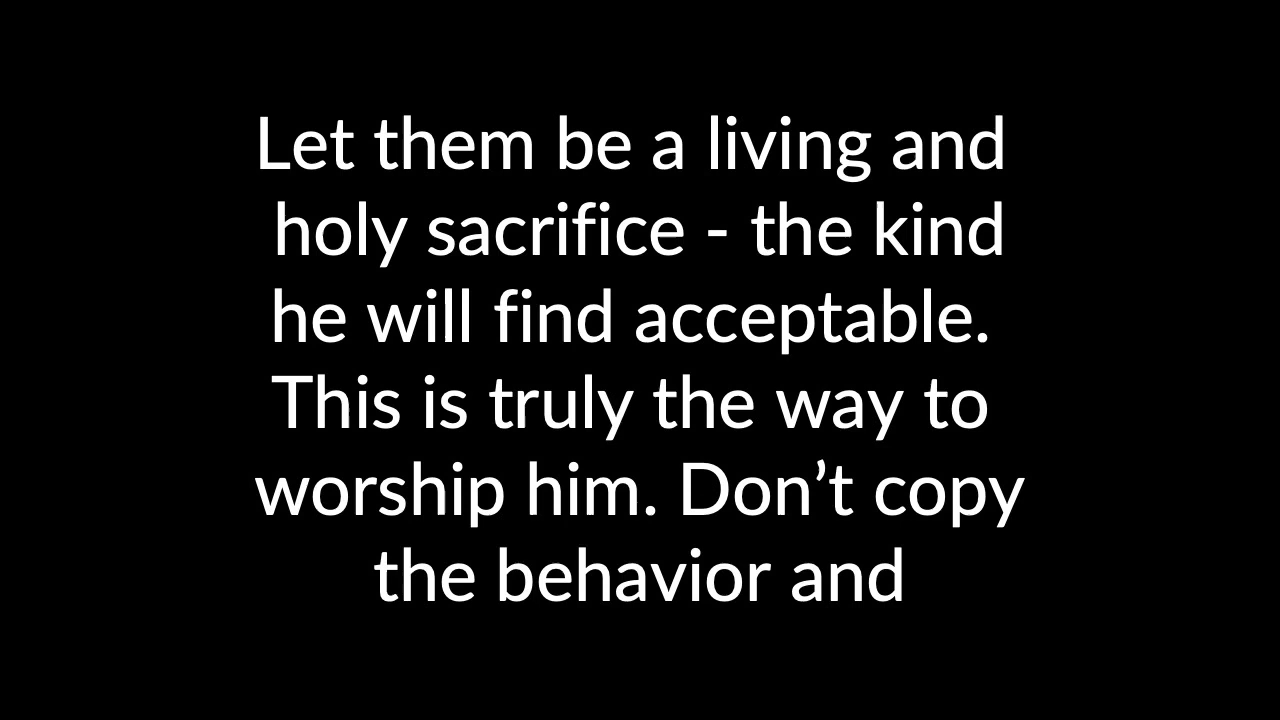 Let them be a living and
holy sacrifice - the kind
he will find acceptable.
This is truly the way to
worship him. Don’t copy
the behavior and